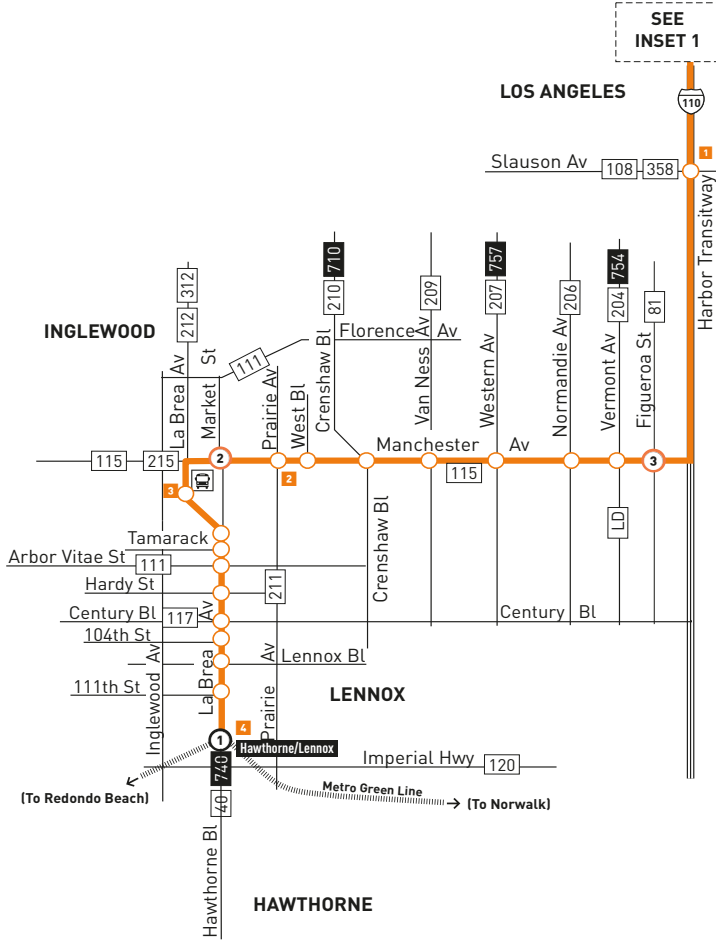 SEE
INSET 1
LOS ANGELES
110
1
Slauson Av
108
358
Harbor Transitway
710
757
754
312
212
210
209
207
206
204
81
INGLEWOOD
Florence Av
111
La Brea Av
Market St
Prairie Av
West Bl
Crenshaw Bl
Van Ness Av
Western Av
Normandie Av
Vermont Av
Figueroa St
Manchester Av
115
215
2
115
3
3
2
LD
Tamarack
Arbor Vitae St
111
Crenshaw Bl
Hardy St
211
Century Bl
117
Century Bl
104th St
Lennox Bl
111th St
Inglewood Av
La Brea Av
Prairie Av
LENNOX
4
1
Hawthorne/Lennox
740
Imperial Hwy
120
40
Metro Green Line
(To Redondo Beach)
(To Norwalk)
Hawthorne Bl
HAWTHORNE